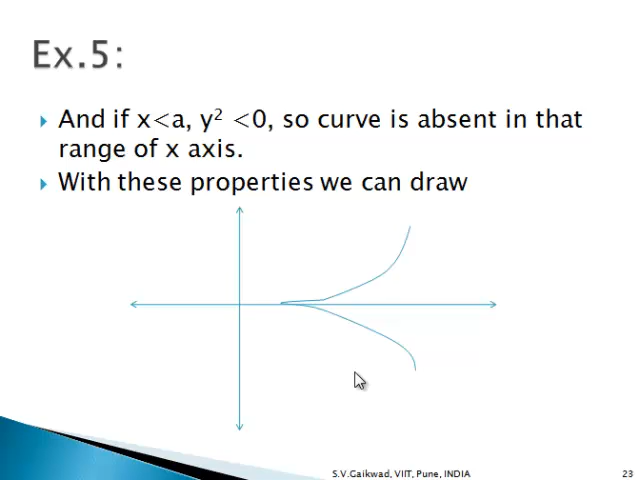 Ex.5:
And if x<a, y² <0, so curve is absent in that
range of x axis.
With these properties we can draw
S.V.Gaikwad, VIIT, Pune, INDIA
23